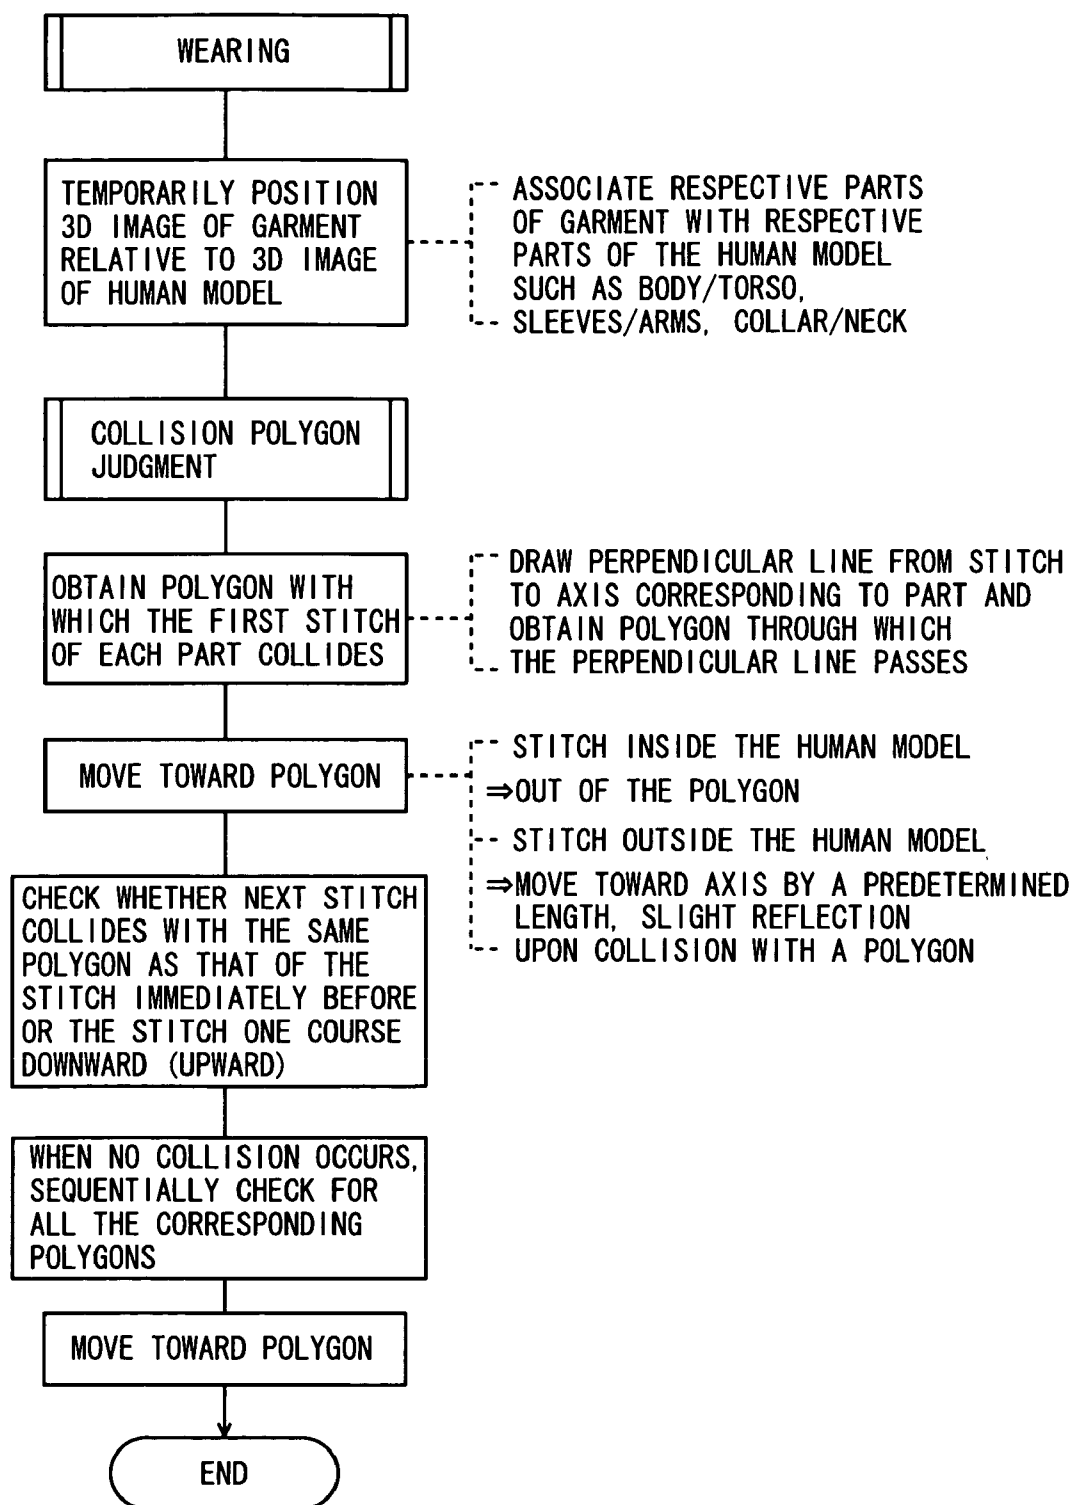 WEARING
TEMPORARILY POSITION
3D IMAGE OF GARMENT
RELATIVE TO 3D IMAGE
OF HUMAN MODEL
ASSOCIATE RESPECTIVE PARTS
OF GARMENT WITH RESPECTIVE
PARTS OF THE HUMAN MODEL
SUCH AS BODY/TORSO,
SLEEVES/ARMS, COLLAR/NECK
COLLISION POLYGON
JUDGMENT
OBTAIN POLYGON WITH
WHICH THE FIRST STITCH
OF EACH PART COLLIDES
DRAW PERPENDICULAR LINE FROM STITCH
TO AXIS CORRESPONDING TO PART AND
OBTAIN POLYGON THROUGH WHICH
THE PERPENDICULAR LINE PASSES
MOVE TOWARD POLYGON
STITCH INSIDE THE HUMAN MODEL
⇒OUT OF THE POLYGON
STITCH OUTSIDE THE HUMAN MODEL
⇒MOVE TOWARD AXIS BY A PREDETERMINED
LENGTH, SLIGHT REFLECTION
UPON COLLISION WITH A POLYGON
CHECK WHETHER NEXT STITCH
COLLIDES WITH THE SAME
POLYGON AS THAT OF THE
STITCH IMMEDIATELY BEFORE
OR THE STITCH ONE COURSE
DOWNWARD (UPWARD)
WHEN NO COLLISION OCCURS,
SEQUENTIALLY CHECK FOR
ALL THE CORRESPONDING
POLYGONS
MOVE TOWARD POLYGON
END